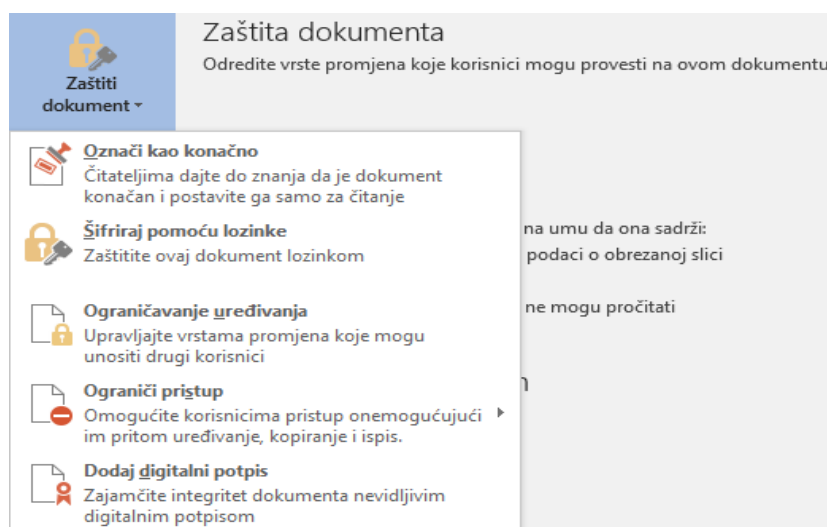 Zaštita dokumenta
Odredite vrste promjena koje korisnici mogu provesti na ovom dokumentu
Zaštiti
dokument
Označi kao konačno
Čitateljima dajte do znanja da je dokument
konačan i postavite ga samo za čitanje
Šifriraj pomoću lozinke
Zaštitite ovaj dokument lozinkom
Ograničavanje uređivanja
Upravljajte vrstama promjena koje mogu
unositi drugi korisnici
Ograniči pristup
Omogućite korisnicima pristup onemogućujući
im pritom uređivanje, kopiranje i ispis.
Dodaj digitalni potpis
Zajamčite integritet dokumenta nevidljivim
digitalnim potpisom
na umu da ona sadrži:
podaci o obrezanoj slici
ne mogu pročitati